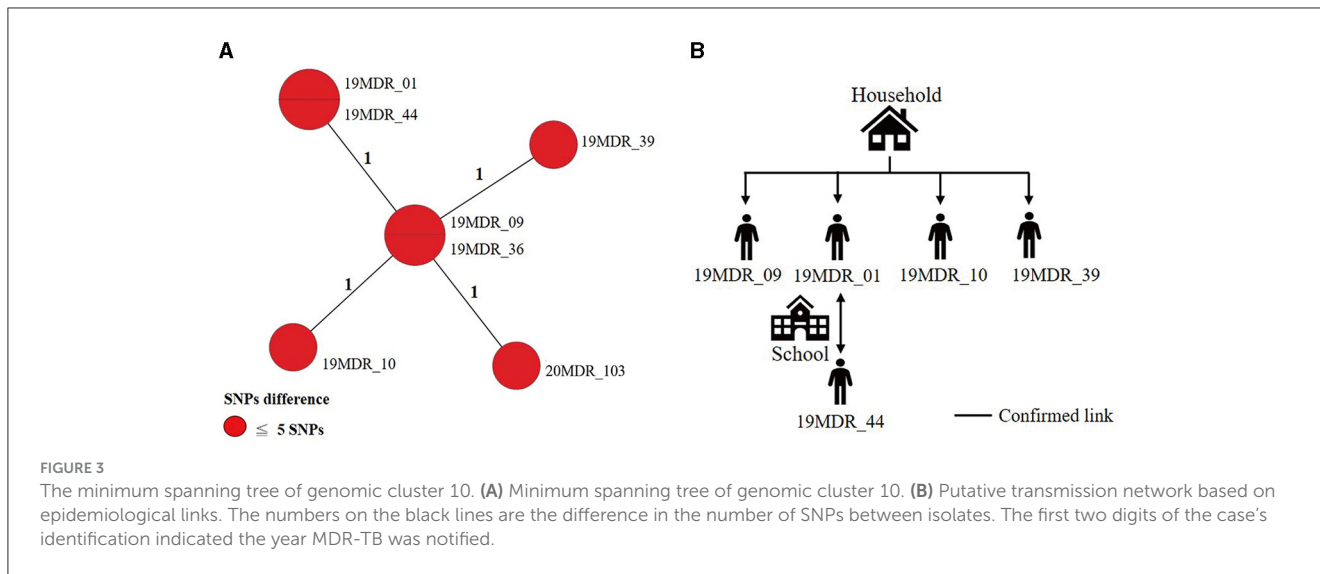 A
19MDR_01
19MDR_44
1
19MDR_39
1
19MDR_09
19MDR_36
1
1
19MDR_10
20MDR_103
SNPs difference
≦ 5 SNPs
B
Household
19MDR_09 19MDR_01 19MDR_10 19MDR_39
School
19MDR_44
Confirmed link
FIGURE 3
The minimum spanning tree of genomic cluster 10. (A) Minimum spanning tree of genomic cluster 10. (B) Putative transmission network based on
epidemiological links. The numbers on the black lines are the difference in the number of SNPs between isolates. The first two digits of the case's
identification indicated the year MDR-TB was notified.